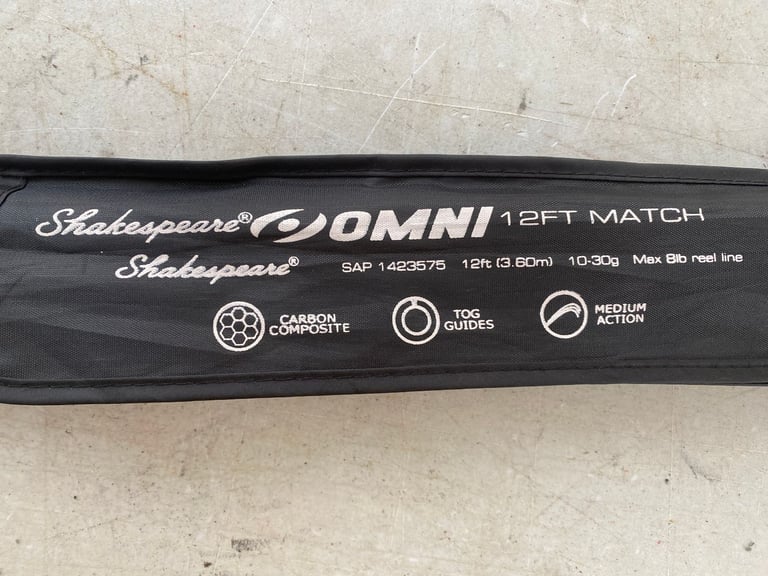 Shakespeare® OMNI 12FT MATCH
Shakespeare® SAP 1423575 12ft (3.60m) 10-30g Max 8lb reel line
CARBON COMPOSITE
TOG GUIDES
MEDIUM ACTION